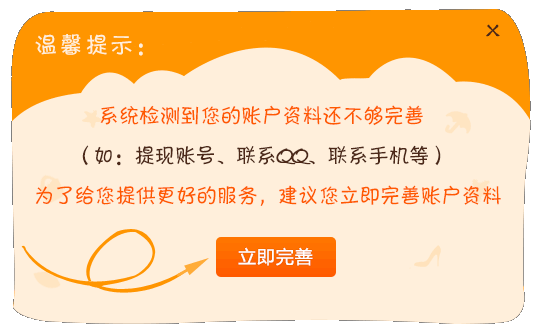 温馨提示：
系统检测到您的账户资料还不够完善
（如：提现账号、联系QQ、联系手机等）
为了给您提供更好的服务，建议您立即完善账户资料
立即完善